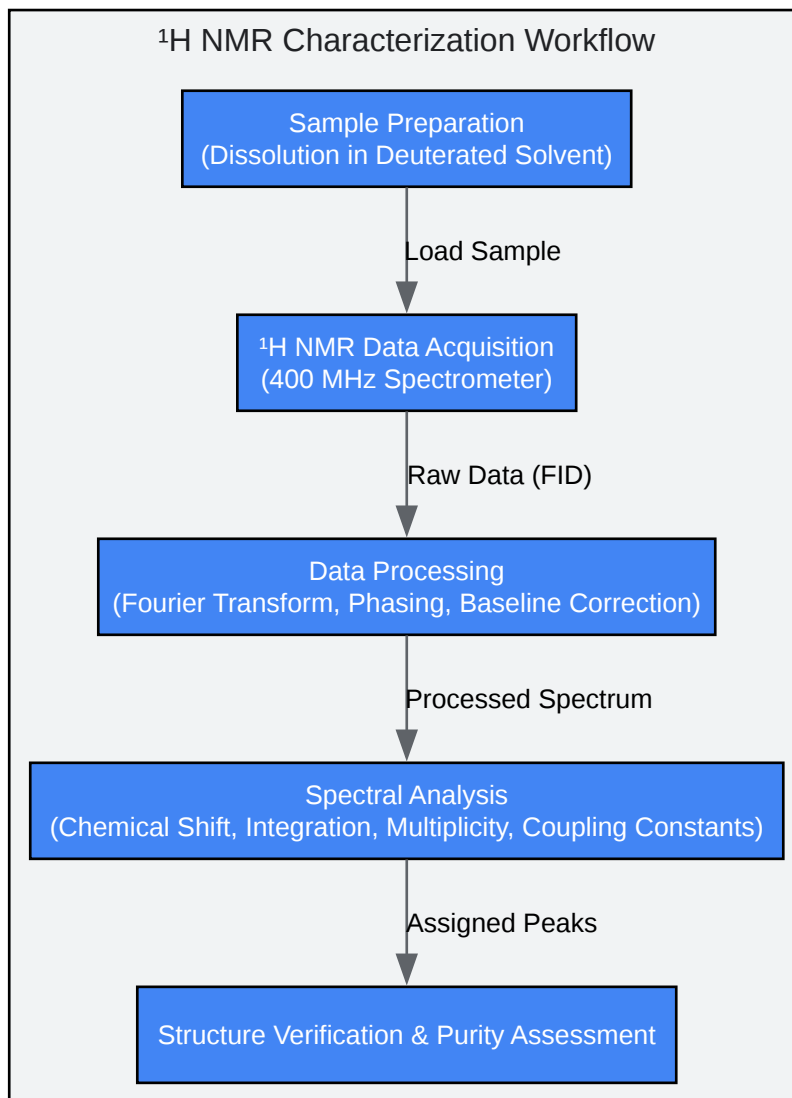 ¹H NMR Characterization Workflow
Sample Preparation
(Dissolution in Deuterated Solvent)
Load Sample
¹H NMR Data Acquisition
(400 MHz Spectrometer)
Raw Data (FID)
Data Processing
(Fourier Transform, Phasing, Baseline Correction)
Processed Spectrum
Spectral Analysis
(Chemical Shift, Integration, Multiplicity, Coupling Constants)
Assigned Peaks
Structure Verification & Purity Assessment